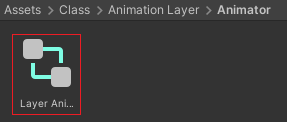 Assets > Class > Animation Layer > Animator
Layer Ani...